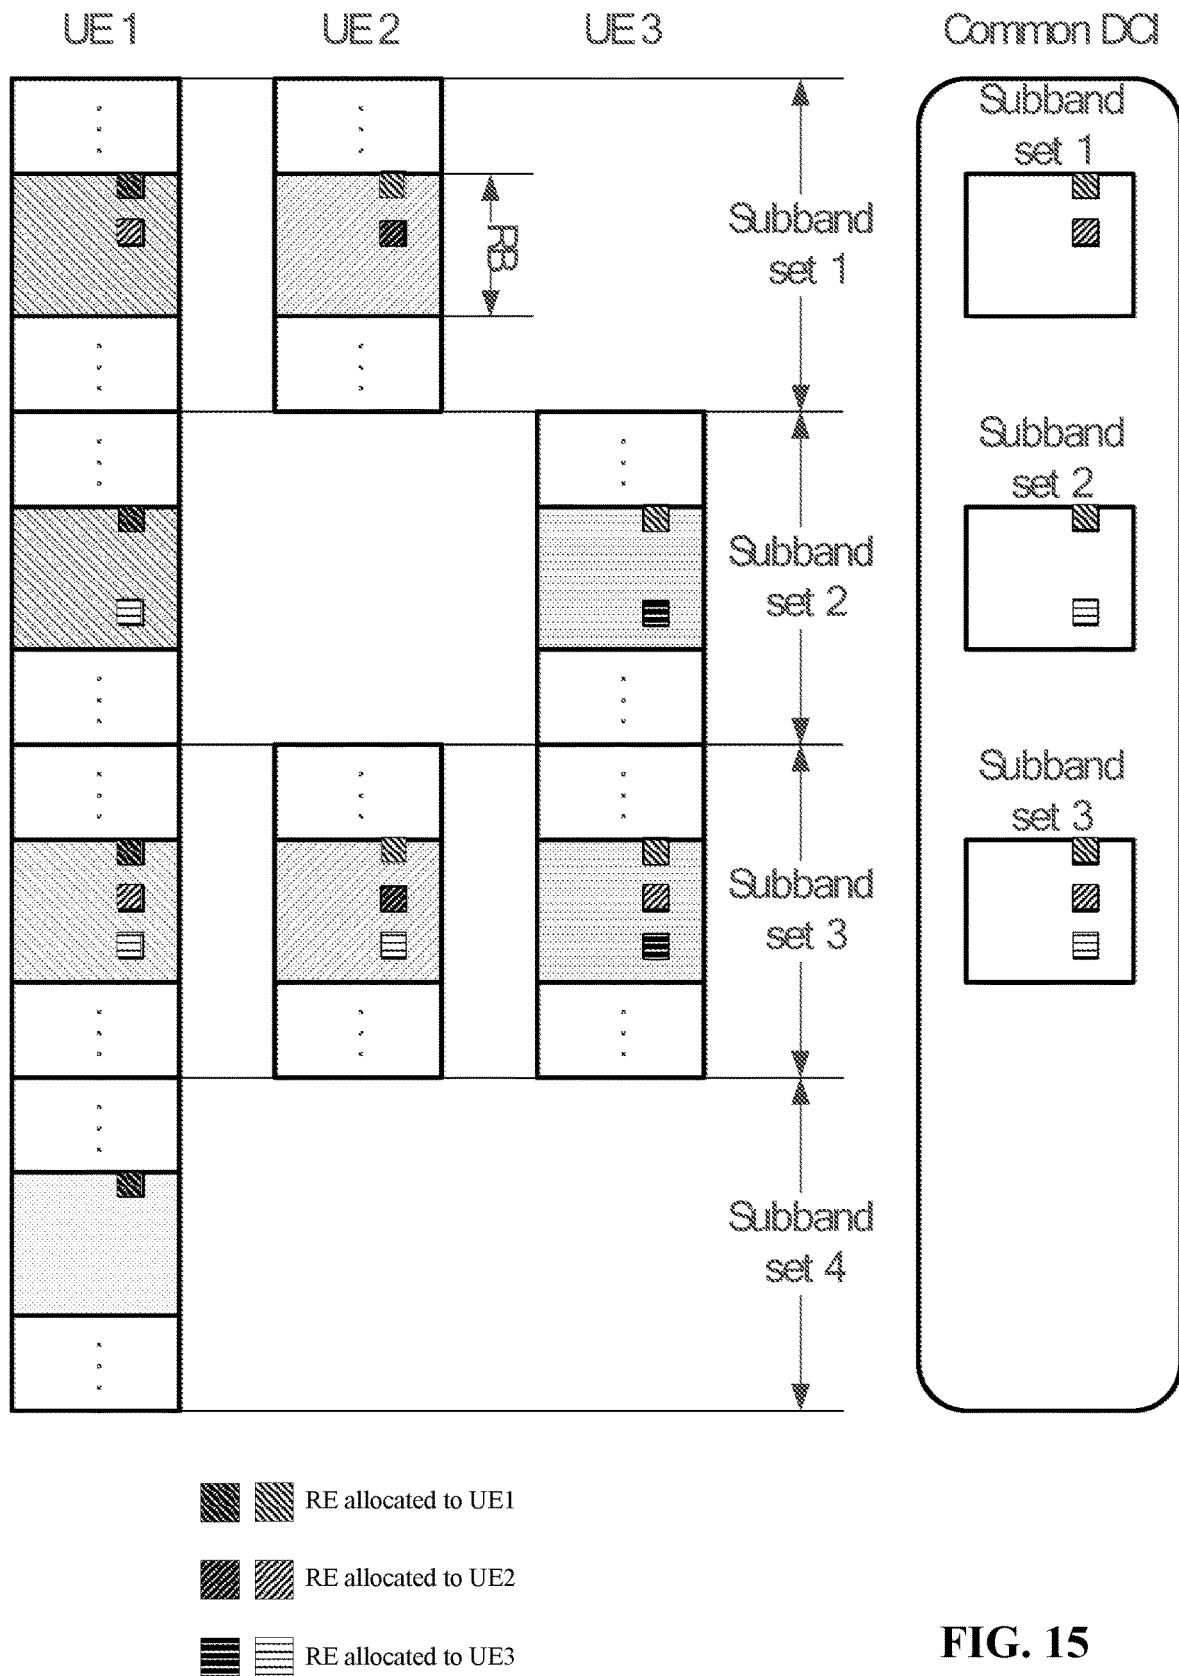 UE 1
UE 2
UE 3
Common DCI
Subband
set 1
RB
Subband
set 1
Subband
set 2
Subband
set 2
Subband
set 3
Subband
set 3
Subband
set 4
RE allocated to UE1
RE allocated to UE2
RE allocated to UE3
FIG. 15